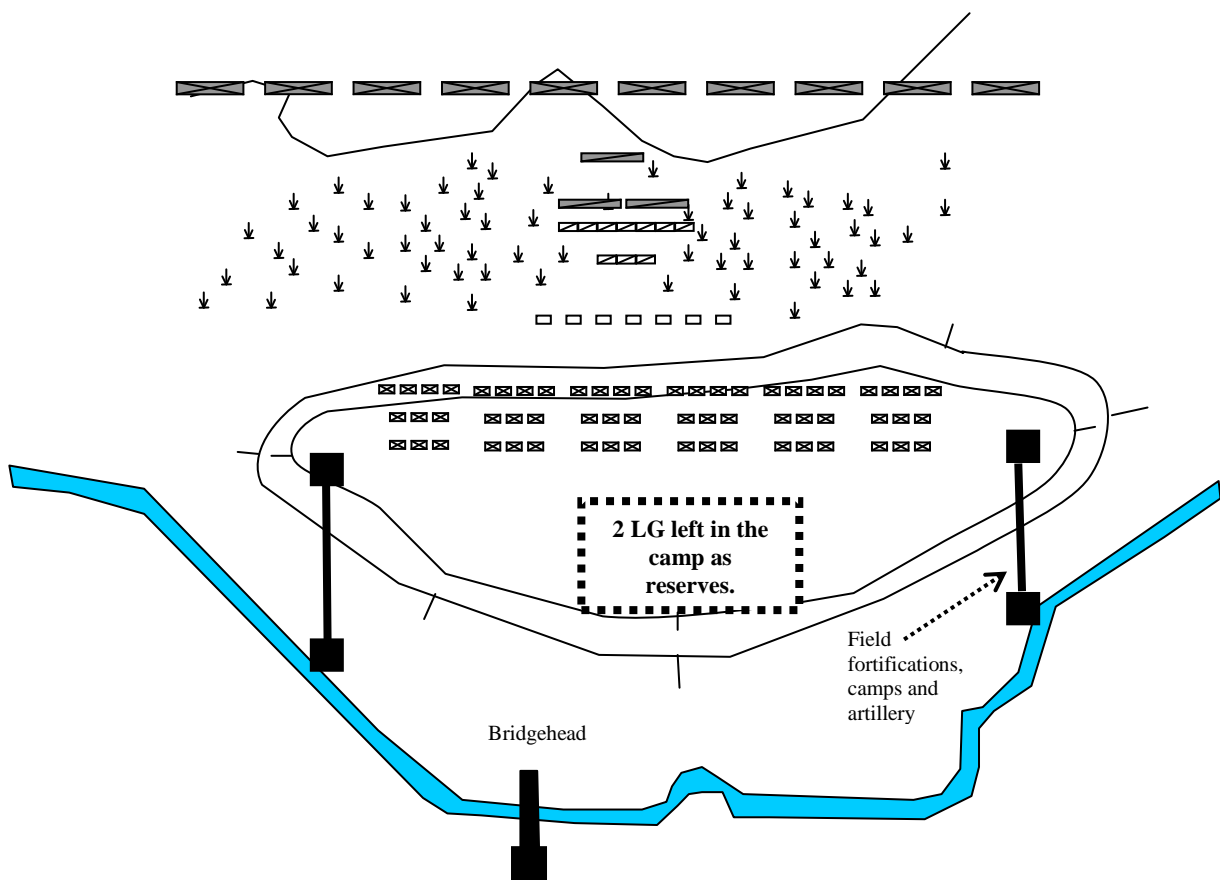 2 LG left in the
camp as
reserves.
Field
fortifications,
camps and
artillery
Bridgehead